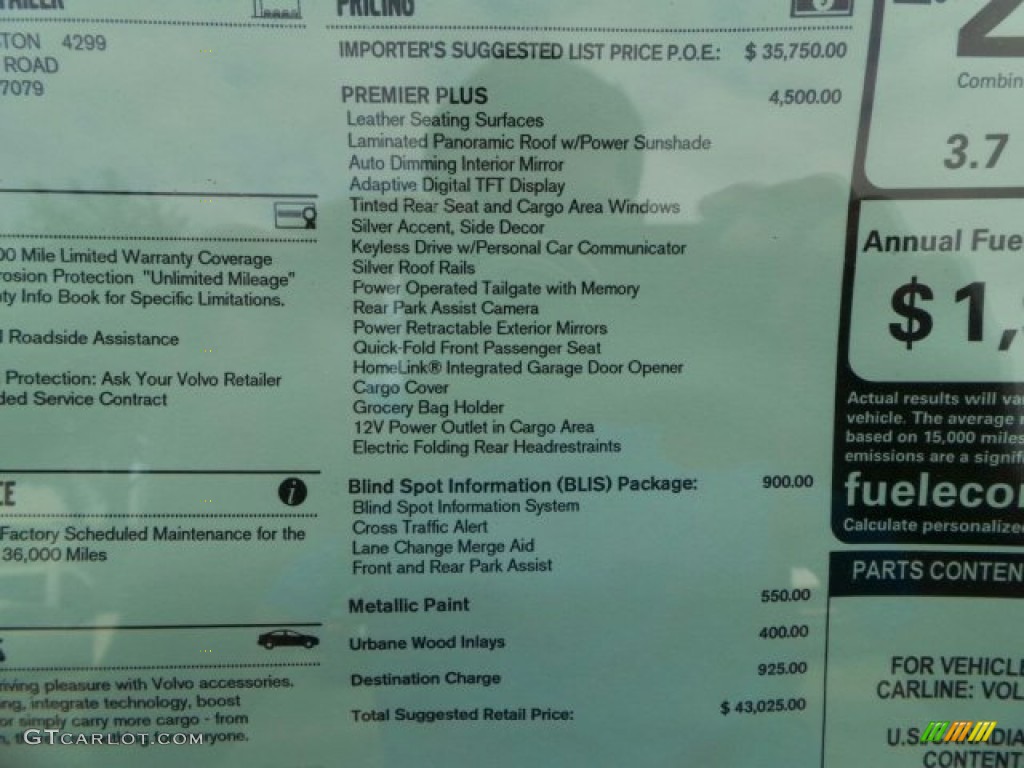 PRICING
TON 4299
ROAD
7079
IMPORTER'S SUGGESTED LIST PRICE P.O.E: $ 35,750.00
PREMIER PLUS 4,500.00
Leather Seating Surfaces
Laminated Panoramic Roof w/Power Sunshade
Auto Dimming Interior Mirror
Adaptive Digital TFT Display
Tinted Rear Seat and Cargo Area Windows
Silver Accent, Side Decor
Keyless Drive w/Personal Car Communicator
Silver Roof Rails
Power Operated Tailgate with Memory
Rear Park Assist Camera
Power Retractable Exterior Mirrors
Quick-Fold Front Passenger Seat
HomeLink® Integrated Garage Door Opener
Cargo Cover
Grocery Bag Holder
12V Power Outlet in Cargo Area
Electric Folding Rear Headrestraints
Blind Spot Information (BLIS) Package: 900.00
Blind Spot Information System
Cross Traffic Alert
Lane Change Merge Aid
Front and Rear Park Assist
Metallic Paint 550.00
Urbane Wood Inlays 400.00
Destination Charge 925.00
Total Suggested Retail Price: $ 43,025.00
00 Mile Limited Warranty Coverage
rosion Protection "Unlimited Mileage"
ty Info Book for Specific Limitations.
l Roadside Assistance
Protection: Ask Your Volvo Retailer
ded Service Contract
CE
Factory Scheduled Maintenance for the
36,000 Miles
riving pleasure with Volvo accessories.
ng, integrate technology, boost
or simply carry more cargo - from
yone.
2
Combin
3.7
Annual Fue
$1,
Actual results will va
vehicle. The average
based on 15,000 miles
emissions are a signifi
fueleco
Calculate personalize
PARTS CONTEN
FOR VEHICLE
CARLINE: VOL
U.S.
ADIA
CONTENT
GTCARLOT.COM